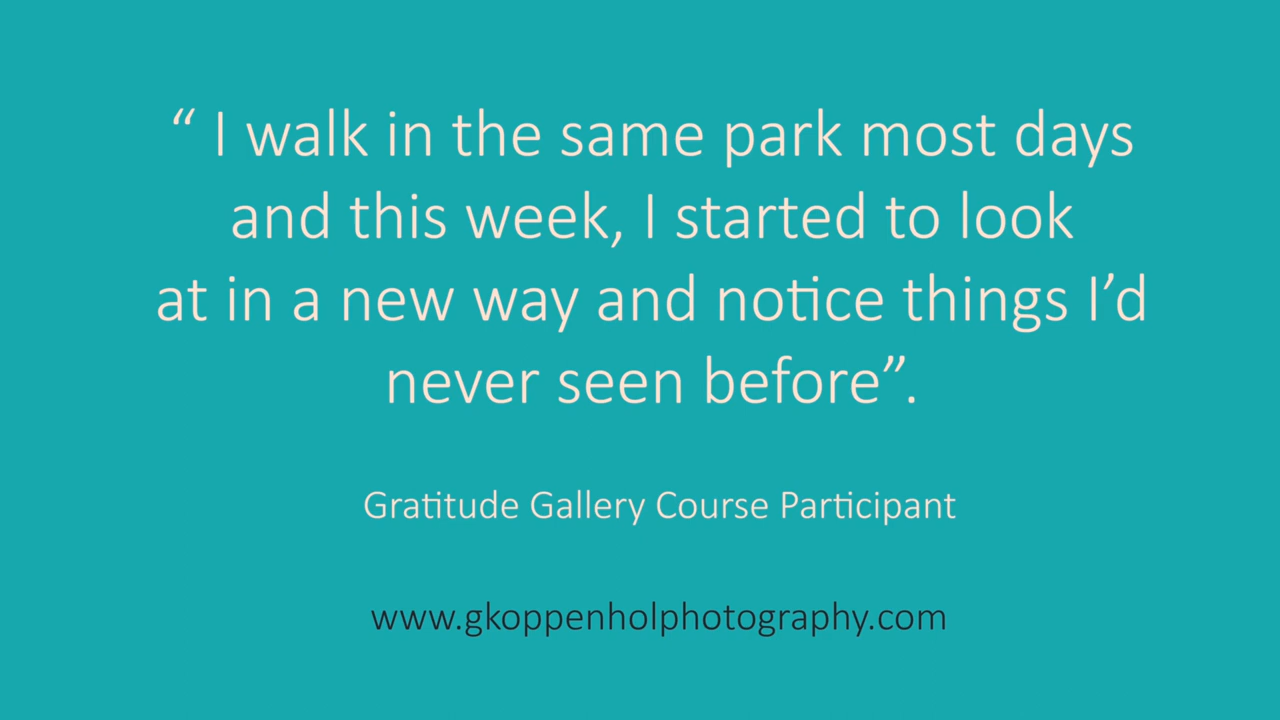 “ I walk in the same park most days
and this week, I started to look
at in a new way and notice things I’d
never seen before”.
Gratitude Gallery Course Participant
www.gkoppenholphotography.com